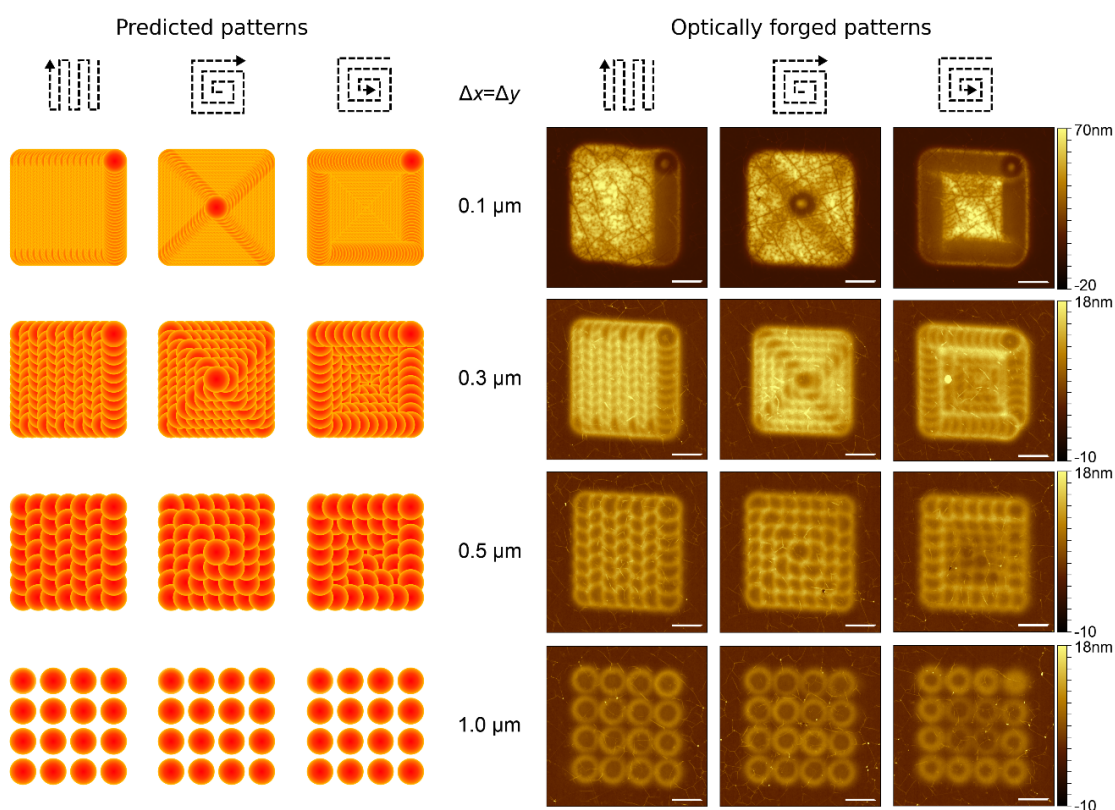 Predicted patterns
Optically forged patterns
Δx=Δy
70nm
0.1 μm
-20
18nm
0.3 μm
-10
18nm
0.5 μm
-10
18nm
1.0 μm
-10